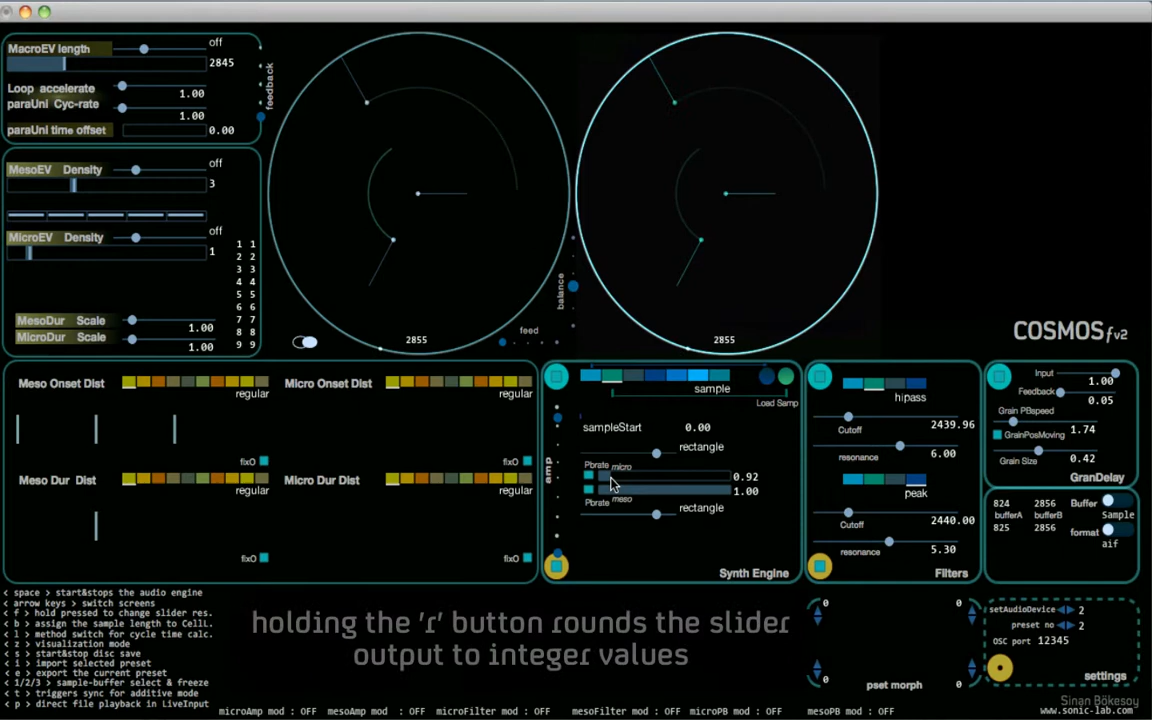 MacroEV length
off
2845
Loop accelerate
1.00
paraUni Cyc-rate
1.00
paraUni time offset
0.00
feedback
MesoEV Density
off
3
MicroEV Density
off
1
1 1
2 2
3 3
4 4
5 5
6 6
7 7
8 8
9 9
MesoDur Scale
1.00
MicroDur Scale
1.00
2855
feed
balance
2855
COSMOSfv2
Meso Onset Dist
regular
fixO
Micro Onset Dist
regular
fixO
Meso Dur Dist
regular
fixO
Micro Dur Dist
regular
fixO
amp
sample
Load Samp
sampleStart 0.00
rectangle
Pbrate micro
0.92
1.00
Pbrate meso
rectangle
Synth Engine
hipass
Cutoff
2439.96
resonance
6.00
peak
Cutoff
2440.00
resonance
5.30
Filters
Input
1.00
Feedback
0.05
Grain PBspeed
1.74
GrainPosMoving
Grain Size
0.42
GranDelay
824 2856
bufferA bufferB
825 2856
Buffer
Sample
format
aif
< space > start&stops the audio engine
< arrow keys > switch screens
< f > hold pressed to change slider res.
< b > assign the sample length to CellL.
< l > method switch for cycle time calc.
< z > visualization mode
< s > start&stop disc save
< i > import selected preset
< e > export the current preset
< 1/2/3 > sample-buffer select & freeze
< t > triggers sync for additive mode
< p > direct file playback in LiveInput
holding the 'r' button rounds the slider
output to integer values
0
0
0
0
pset morph
setAudioDevice 2
preset no 2
OSC port 12345
settings
Sinan Bökesoy
www.sonic-lab.com
microAmp mod : OFF mesoAmp mod : OFF microFilter mod : OFF mesoFilter mod : OFF microPB mod : OFF mesoPB mod : OFF